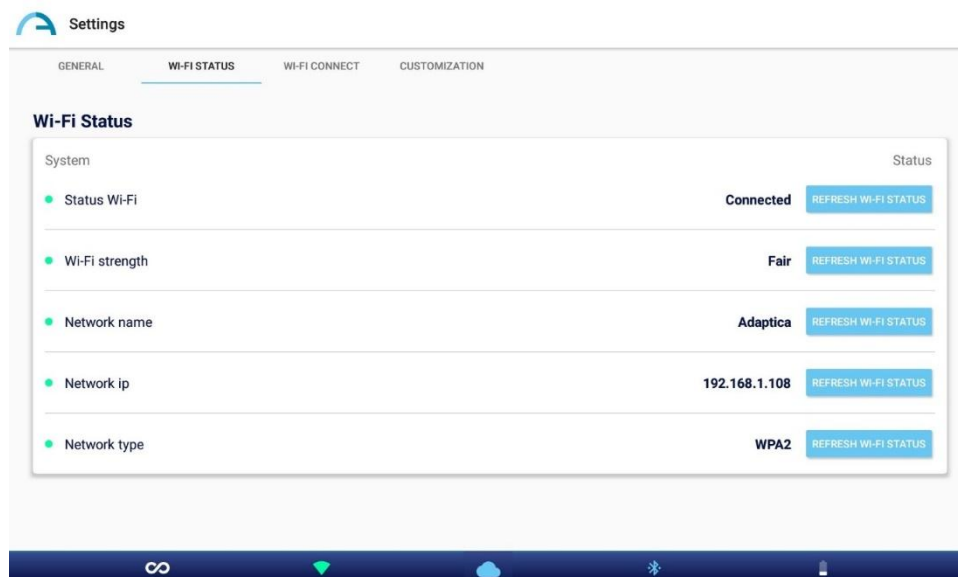 Settings
GENERAL WI-FI STATUS WI-FI CONNECT CUSTOMIZATION
Wi-Fi Status
System Status
Status Wi-Fi Connected REFRESH WI-FI STATUS
Wi-Fi strength Fair REFRESH WI-FI STATUS
Network name Adaptica REFRESH WI-FI STATUS
Network ip 192.168.1.108 REFRESH WI-FI STATUS
Network type WPA2 REFRESH WI-FI STATUS